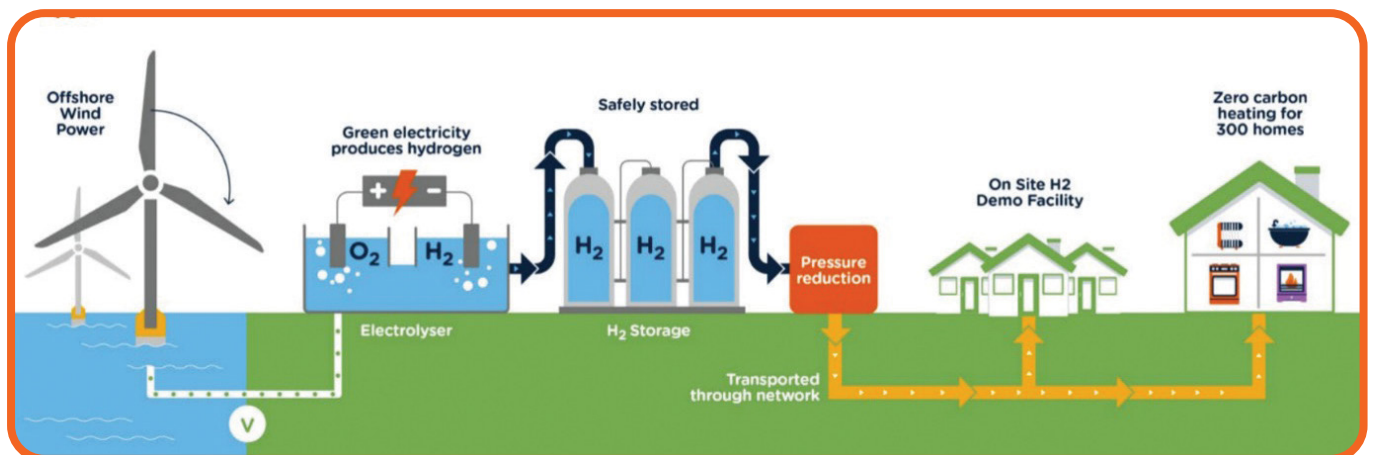 Offshore
Wind
Power
Green electricity
produces hydrogen
+
−
O₂
H₂
Electrolyser
Safely stored
H₂
H₂
H₂
H₂ Storage
Pressure
reduction
Transported
through network
On Site H2
Demo Facility
Zero carbon
heating for
300 homes
V